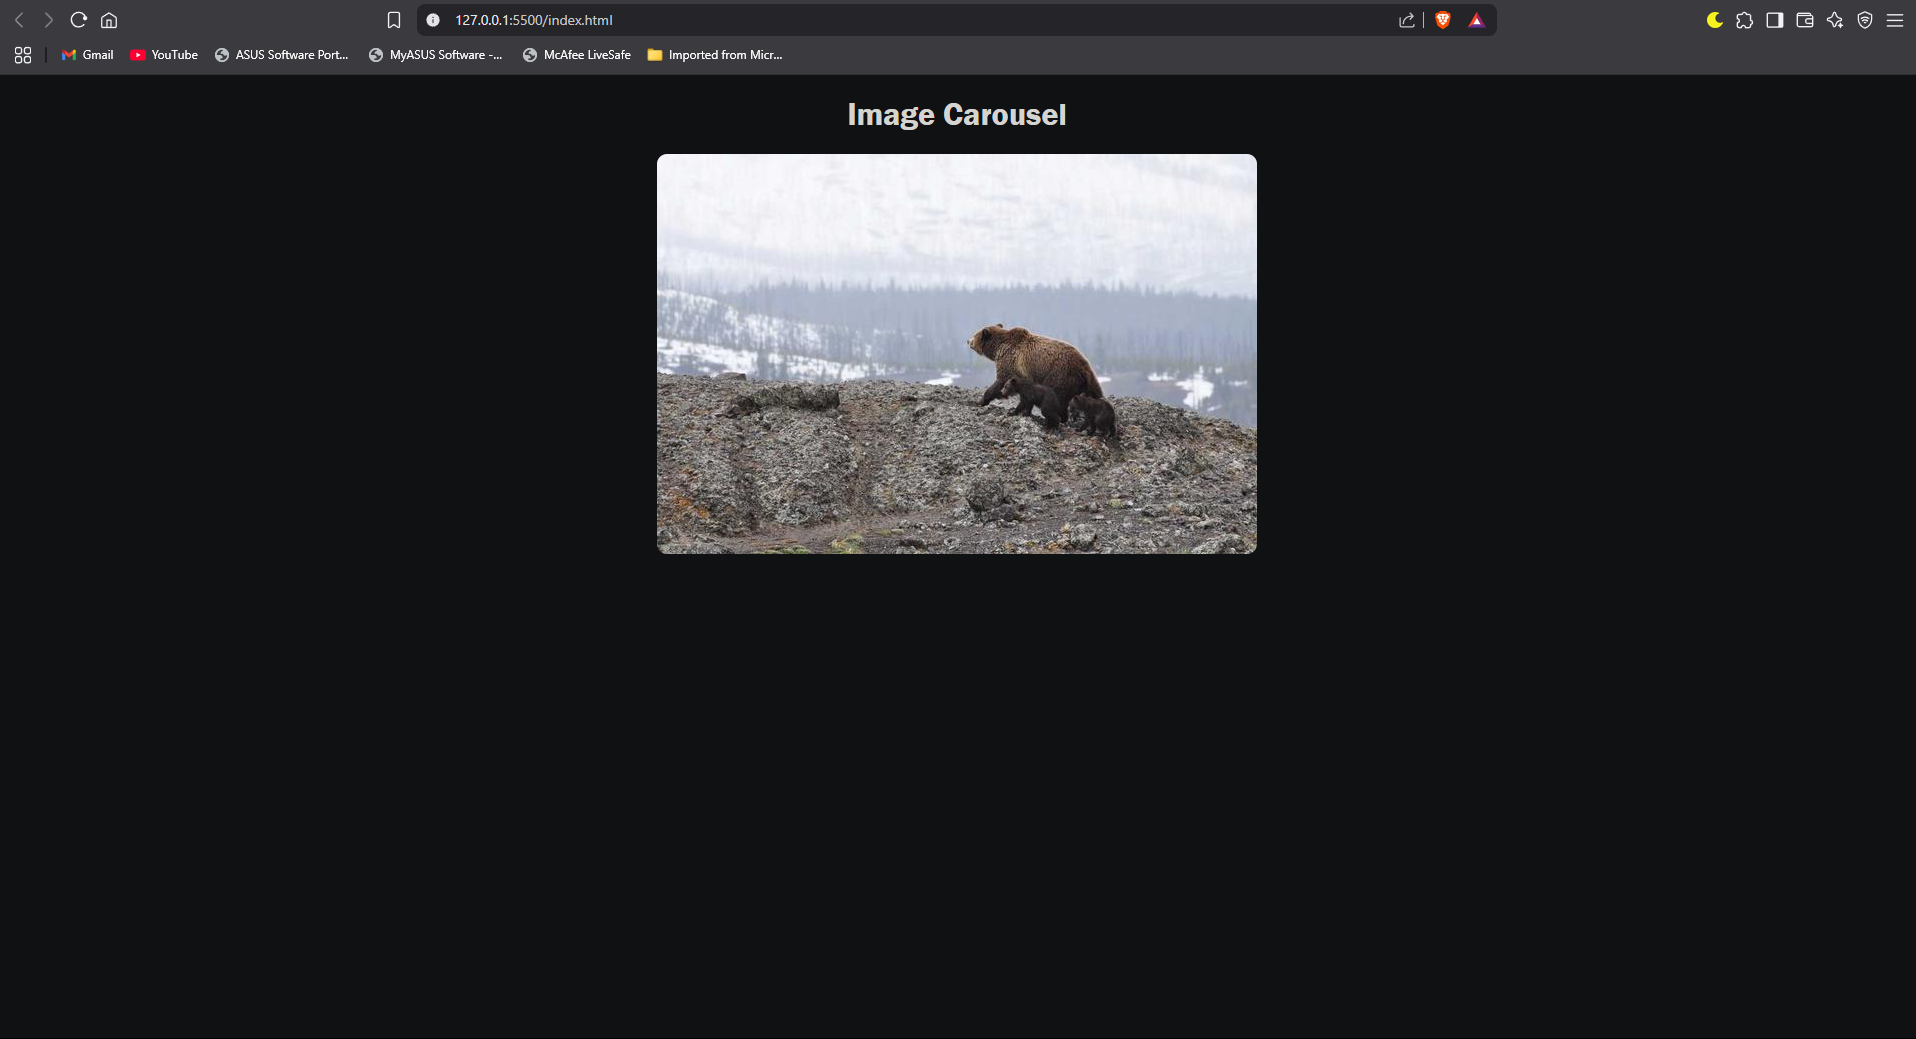 127.0.0.1:5500/index.html
Gmail YouTube ASUS Software Port... MyASUS Software -... McAfee LiveSafe Imported from Micr...
Image Carousel